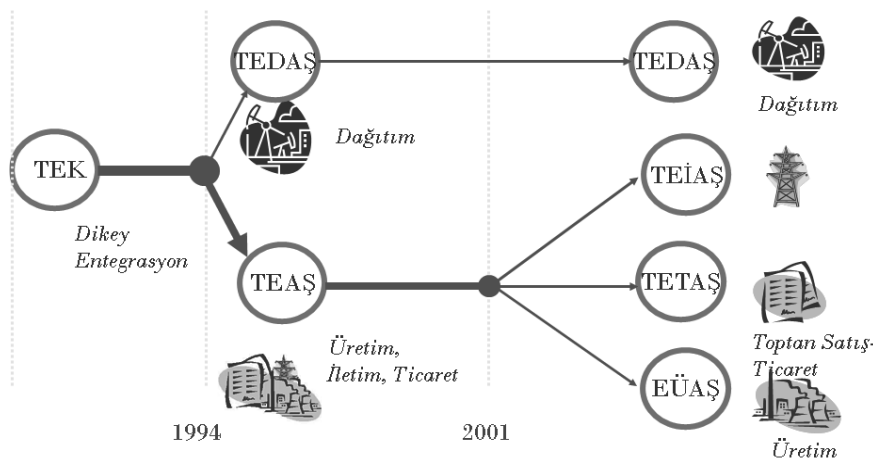 TEDAŞ
TEDAŞ
Dağıtım
Dağıtım
TEK
TEİAŞ
Dikey
Entegrasyon
TEAŞ
TETAŞ
Üretim,
İletim, Ticaret
Toptan Satış-
Ticaret
EÜAŞ
1994
2001
Üretim